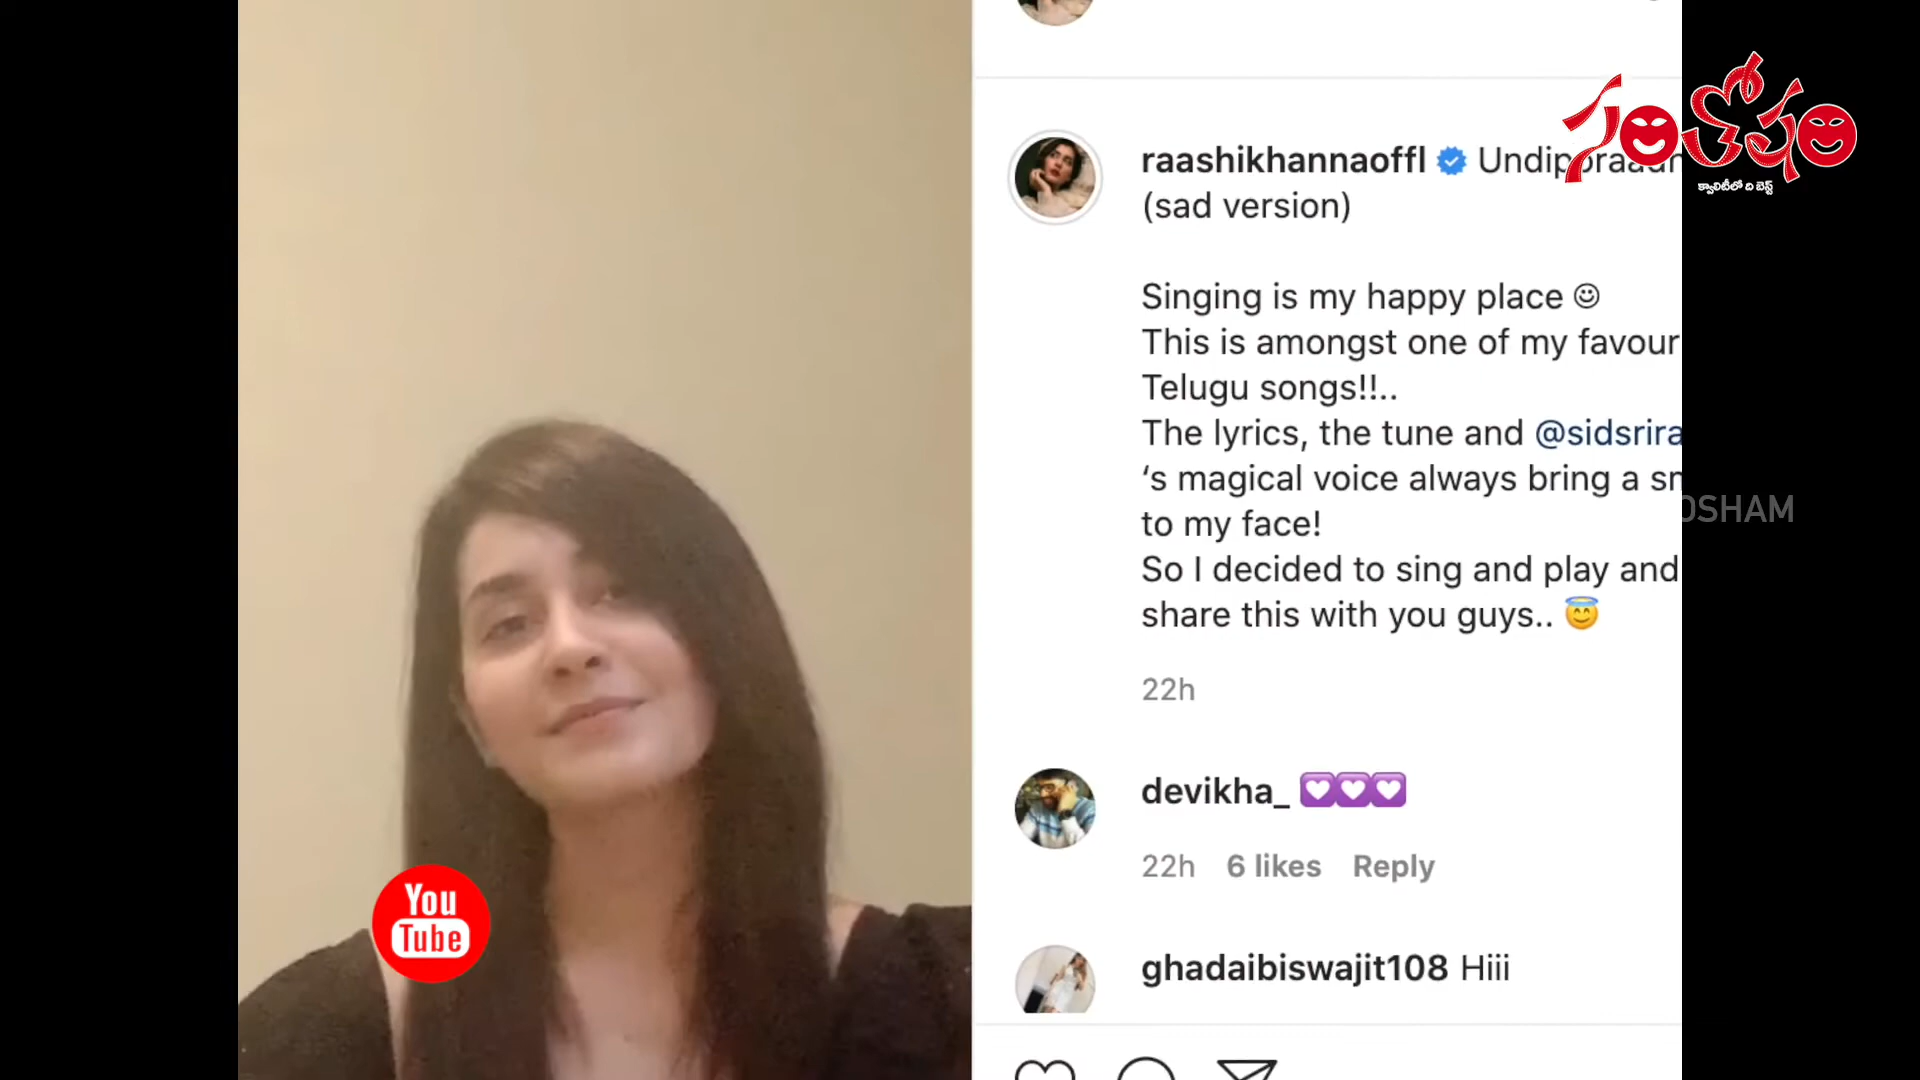 సంతోషం
క్వాలిటీలో ది బెస్ట్
raashikhannaoffl Undiporaadh
(sad version)
Singing is my happy place ☺
This is amongst one of my favour
Telugu songs!!..
The lyrics, the tune and @sidsrira
‘s magical voice always bring a sm
to my face!
So I decided to sing and play and
share this with you guys.. 😇
22h
OSHAM
devikha_ 💟💟💟
22h 6 likes Reply
ghadaibiswajit108 Hiii
You
Tube